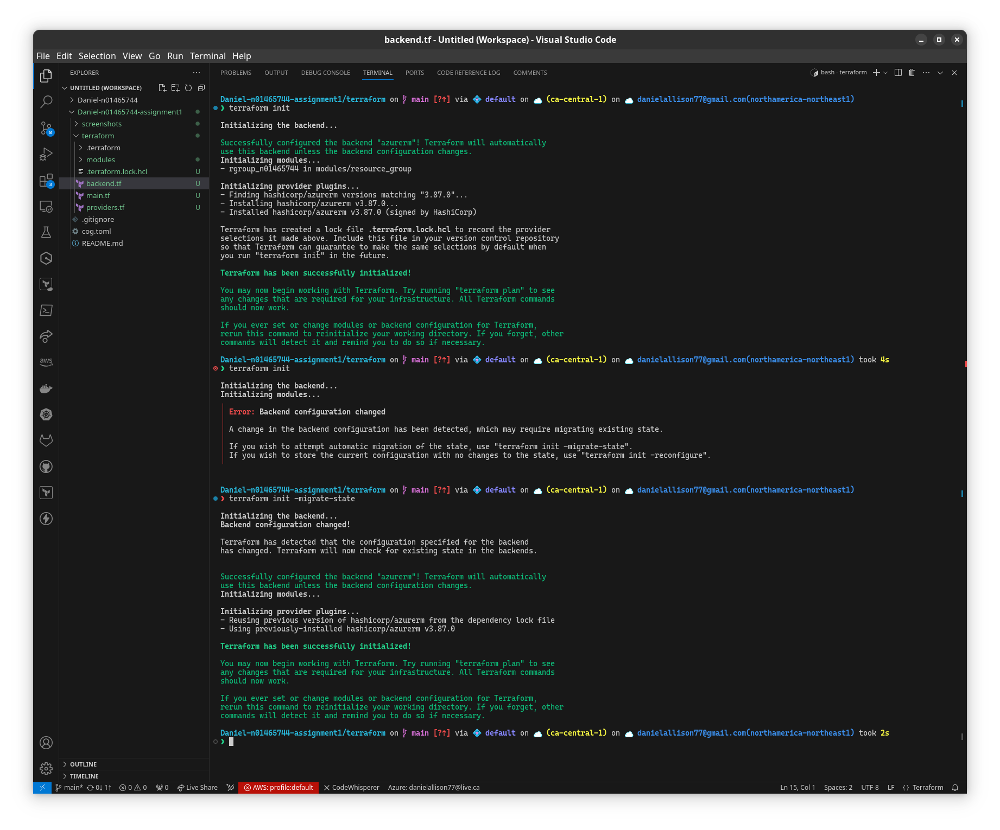 backend.tf - Untitled (Workspace) - Visual Studio Code
File Edit Selection View Go Run Terminal Help
EXPLORER
UNTITLED (WORKSPACE)
Daniel-n01465744
Daniel-n01465744-assignment1
screenshots
terraform
.terraform
modules
.terraform.lock.hcl U
backend.tf U
main.tf U
providers.tf U
.gitignore
cog.toml
README.md
OUTLINE
TIMELINE
8
3
aws
PROBLEMS OUTPUT DEBUG CONSOLE TERMINAL PORTS CODE REFERENCE LOG COMMENTS
bash - terraform
Daniel-n01465744-assignment1/terraform on main [?↑] via default on (ca-central-1) on danielallison77@gmail.com(northamerica-northeast1)
❯ terraform init
Initializing the backend...
Successfully configured the backend "azurerm"! Terraform will automatically
use this backend unless the backend configuration changes.
Initializing modules...
- rgroup_n01465744 in modules/resource_group
Initializing provider plugins...
- Finding hashicorp/azurerm versions matching "3.87.0"...
- Installing hashicorp/azurerm v3.87.0...
- Installed hashicorp/azurerm v3.87.0 (signed by HashiCorp)
Terraform has created a lock file .terraform.lock.hcl to record the provider
selections it made above. Include this file in your version control repository
so that Terraform can guarantee to make the same selections by default when
you run "terraform init" in the future.
Terraform has been successfully initialized!
You may now begin working with Terraform. Try running "terraform plan" to see
any changes that are required for your infrastructure. All Terraform commands
should now work.
If you ever set or change modules or backend configuration for Terraform,
rerun this command to reinitialize your working directory. If you forget, other
commands will detect it and remind you to do so if necessary.
Daniel-n01465744-assignment1/terraform on main [?↑] via default on (ca-central-1) on danielallison77@gmail.com(northamerica-northeast1) took 4s
❯ terraform init
Initializing the backend...
Initializing modules...
Error: Backend configuration changed
A change in the backend configuration has been detected, which may require migrating existing state.
If you wish to attempt automatic migration of the state, use "terraform init -migrate-state".
If you wish to store the current configuration with no changes to the state, use "terraform init -reconfigure".
Daniel-n01465744-assignment1/terraform on main [?↑] via default on (ca-central-1) on danielallison77@gmail.com(northamerica-northeast1)
❯ terraform init -migrate-state
Initializing the backend...
Backend configuration changed!
Terraform has detected that the configuration specified for the backend
has changed. Terraform will now check for existing state in the backends.
Successfully configured the backend "azurerm"! Terraform will automatically
use this backend unless the backend configuration changes.
Initializing modules...
Initializing provider plugins...
- Reusing previous version of hashicorp/azurerm from the dependency lock file
- Using previously-installed hashicorp/azurerm v3.87.0
Terraform has been successfully initialized!
You may now begin working with Terraform. Try running "terraform plan" to see
any changes that are required for your infrastructure. All Terraform commands
should now work.
If you ever set or change modules or backend configuration for Terraform,
rerun this command to reinitialize your working directory. If you forget, other
commands will detect it and remind you to do so if necessary.
Daniel-n01465744-assignment1/terraform on main [?↑] via default on (ca-central-1) on danielallison77@gmail.com(northamerica-northeast1) took 2s
❯
main* 0↓ 1↑ 0 0 0 Live Share AWS: profile:default CodeWhisperer Azure: danielallison77@live.ca Ln 15, Col 1 Spaces: 2 UTF-8 LF {} Terraform